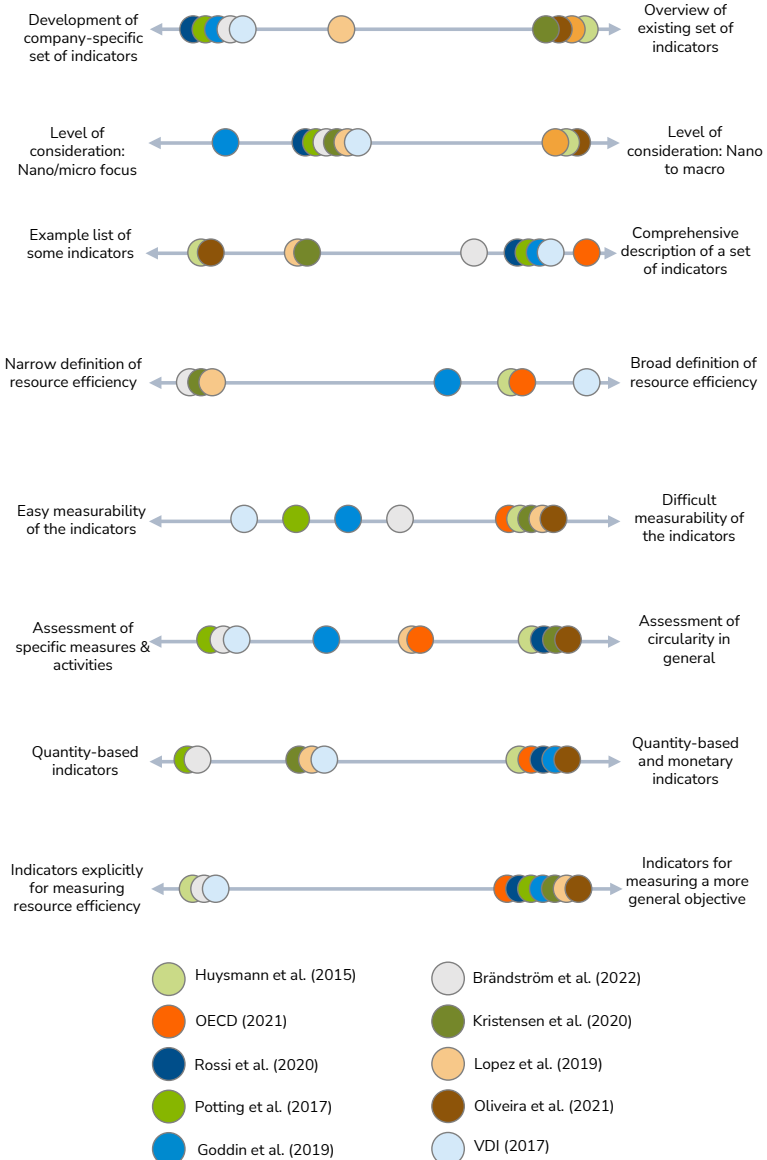 Development of
company-specific
set of indicators
Overview of
existing set of
indicators
Level of
consideration:
Nano/micro focus
Level of
consideration: Nano
to macro
Example list of
some indicators
Comprehensive
description of a set
of indicators
Narrow definition of
resource efficiency
Broad definition of
resource efficiency
Easy measurability
of the indicators
Difficult
measurability of
the indicators
Assessment of
specific measures &
activities
Assessment of
circularity in
general
Quantity-based
indicators
Quantity-based
and monetary
indicators
Indicators explicitly
for measuring
resource efficiency
Indicators for
measuring a more
general objective
Huysmann et al. (2015)
OECD (2021)
Rossi et al. (2020)
Potting et al. (2017)
Goddin et al. (2019)
Brändström et al. (2022)
Kristensen et al. (2020)
Lopez et al. (2019)
Oliveira et al. (2021)
VDI (2017)